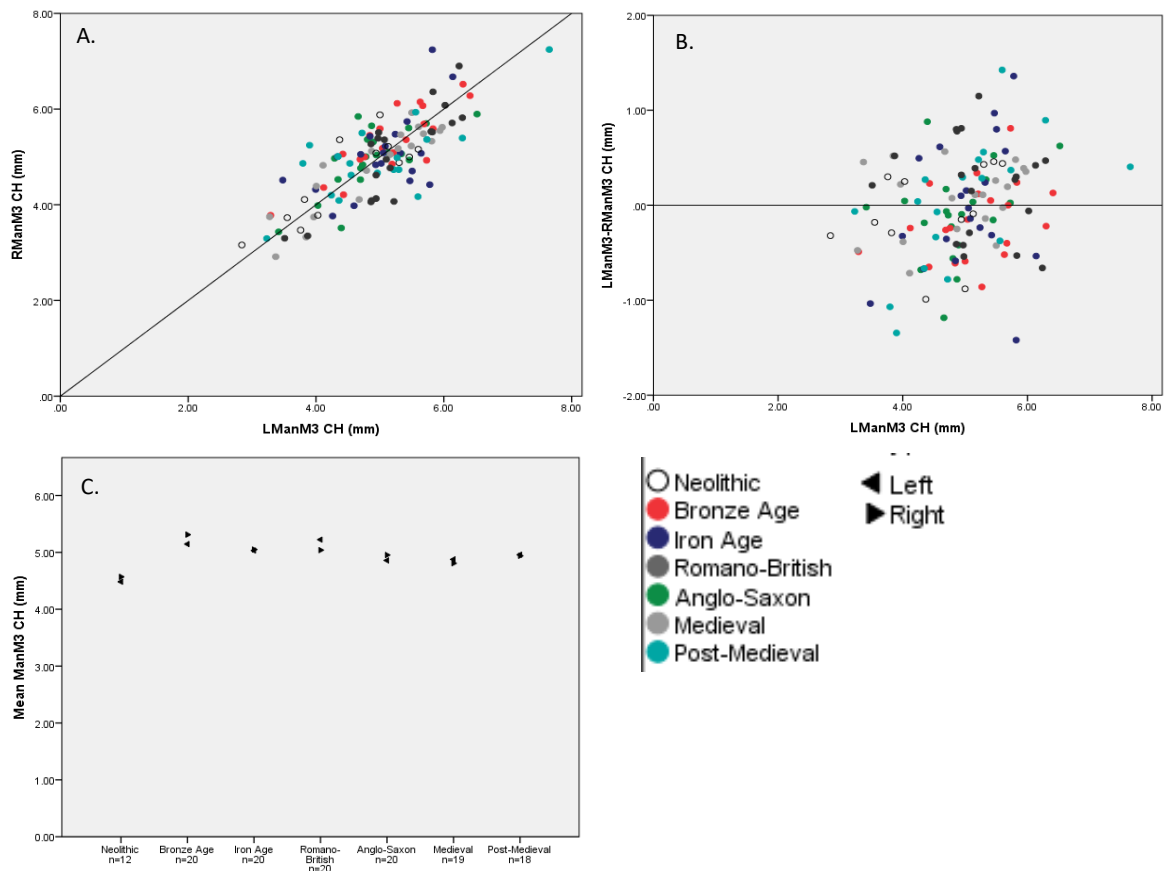 A.
8.00
6.00
4.00
2.00
.00
RManM3 CH (mm)
.00 2.00 4.00 6.00 8.00
LManM3 CH (mm)
B.
2.00
1.00
.00
-1.00
-2.00
LManM3-RManM3 CH (mm)
.00 2.00 4.00 6.00 8.00
LManM3 CH (mm)
C.
6.00
5.00
4.00
3.00
2.00
1.00
0.00
Mean ManM3 CH (mm)
Neolithic Bronze Age Iron Age Romano- Anglo-Saxon Medieval Post-Medieval
n=12 n=20 n=20 British n=20 n=19 n=18
n=20
Neolithic
Bronze Age
Iron Age
Romano-British
Anglo-Saxon
Medieval
Post-Medieval
Left
Right